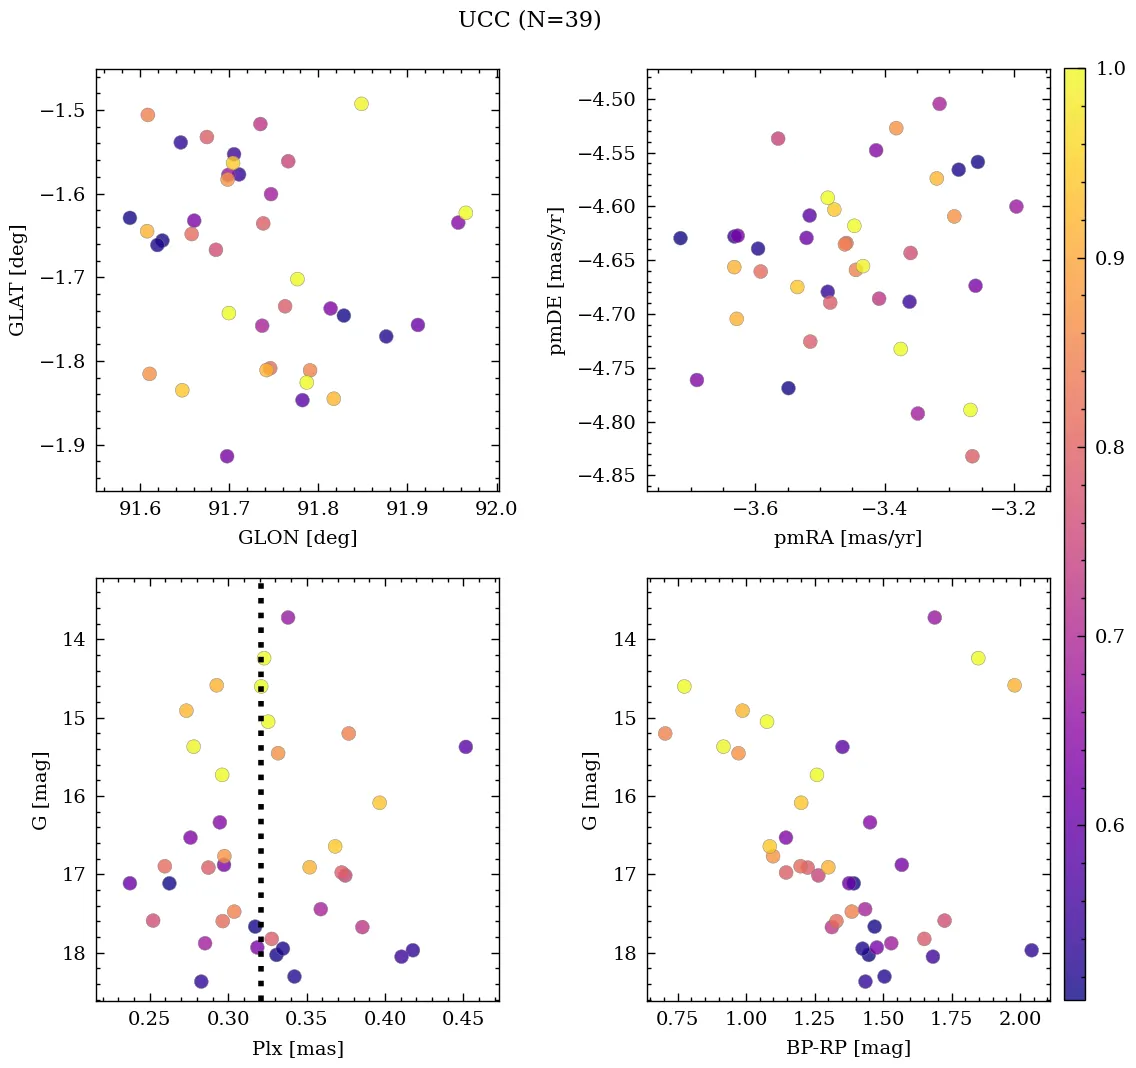 UCC (N=39)
−1.5
−1.6
−1.7
−1.8
−1.9
GLAT [deg]
91.6 91.7 91.8 91.9 92.0
GLON [deg]
−4.50
−4.55
−4.60
−4.65
−4.70
−4.75
−4.80
−4.85
pmDE [mas/yr]
−3.6 −3.4 −3.2
pmRA [mas/yr]
1.0
0.9
0.8
0.7
0.6
14
15
16
17
18
G [mag]
0.25 0.30 0.35 0.40 0.45
Plx [mas]
14
15
16
17
18
G [mag]
0.75 1.00 1.25 1.50 1.75 2.00
BP-RP [mag]